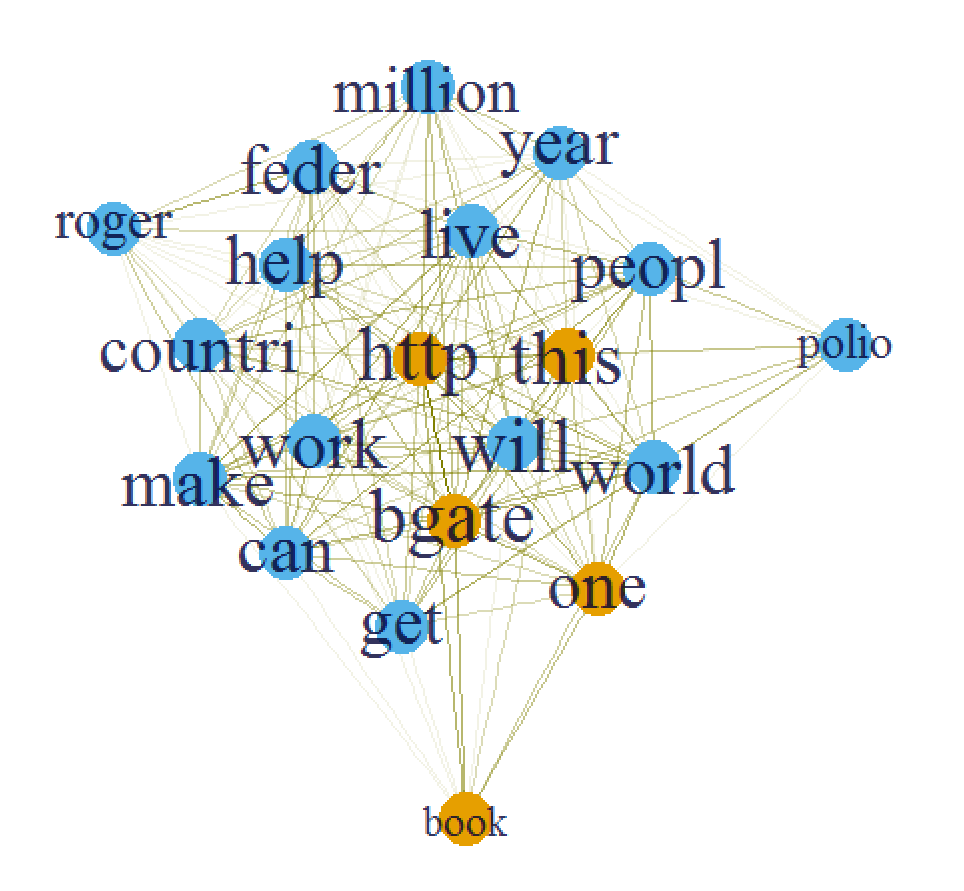 million
year
feder
roger
live
help
peopl
countri
http
this
polio
work
will
world
make
bgate
can
one
get
book